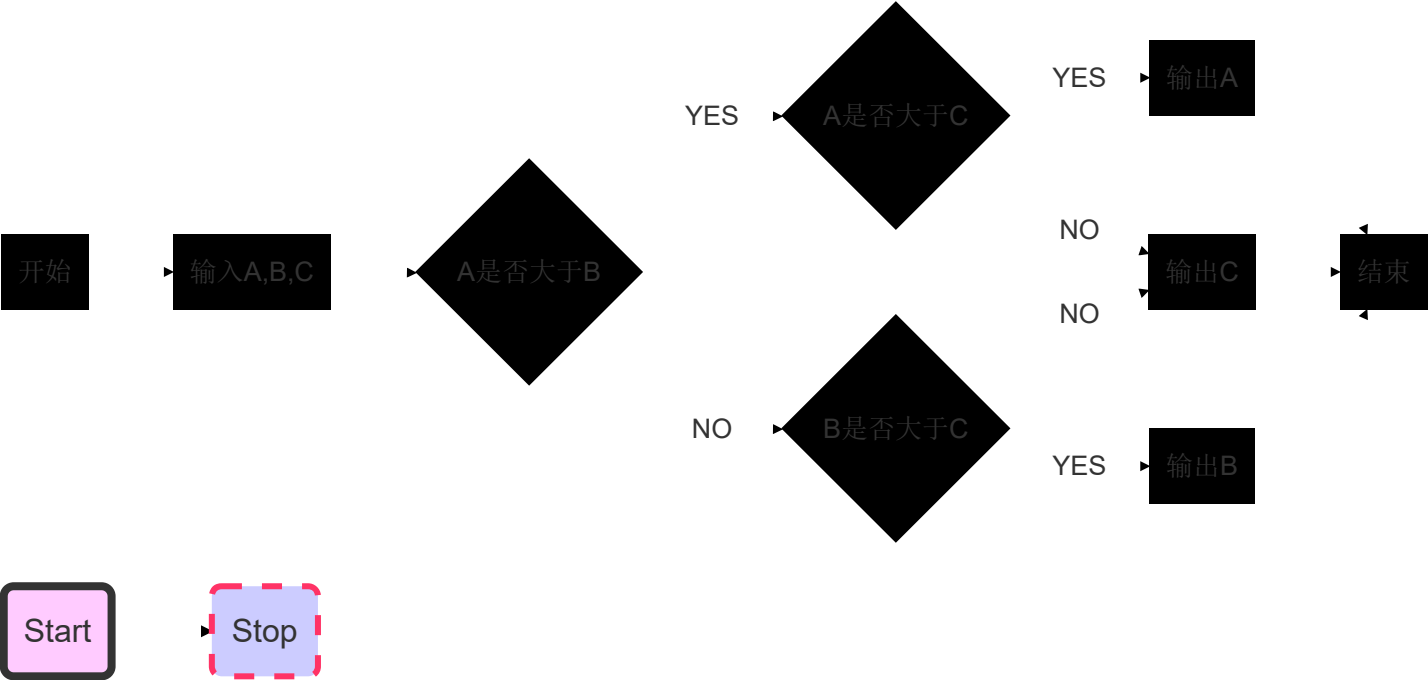 开始
输入A,B,C
A是否大于B
YES
A是否大于C
YES
输出A
NO
输出C
结束
NO
NO
B是否大于C
YES
输出B
Start
Stop